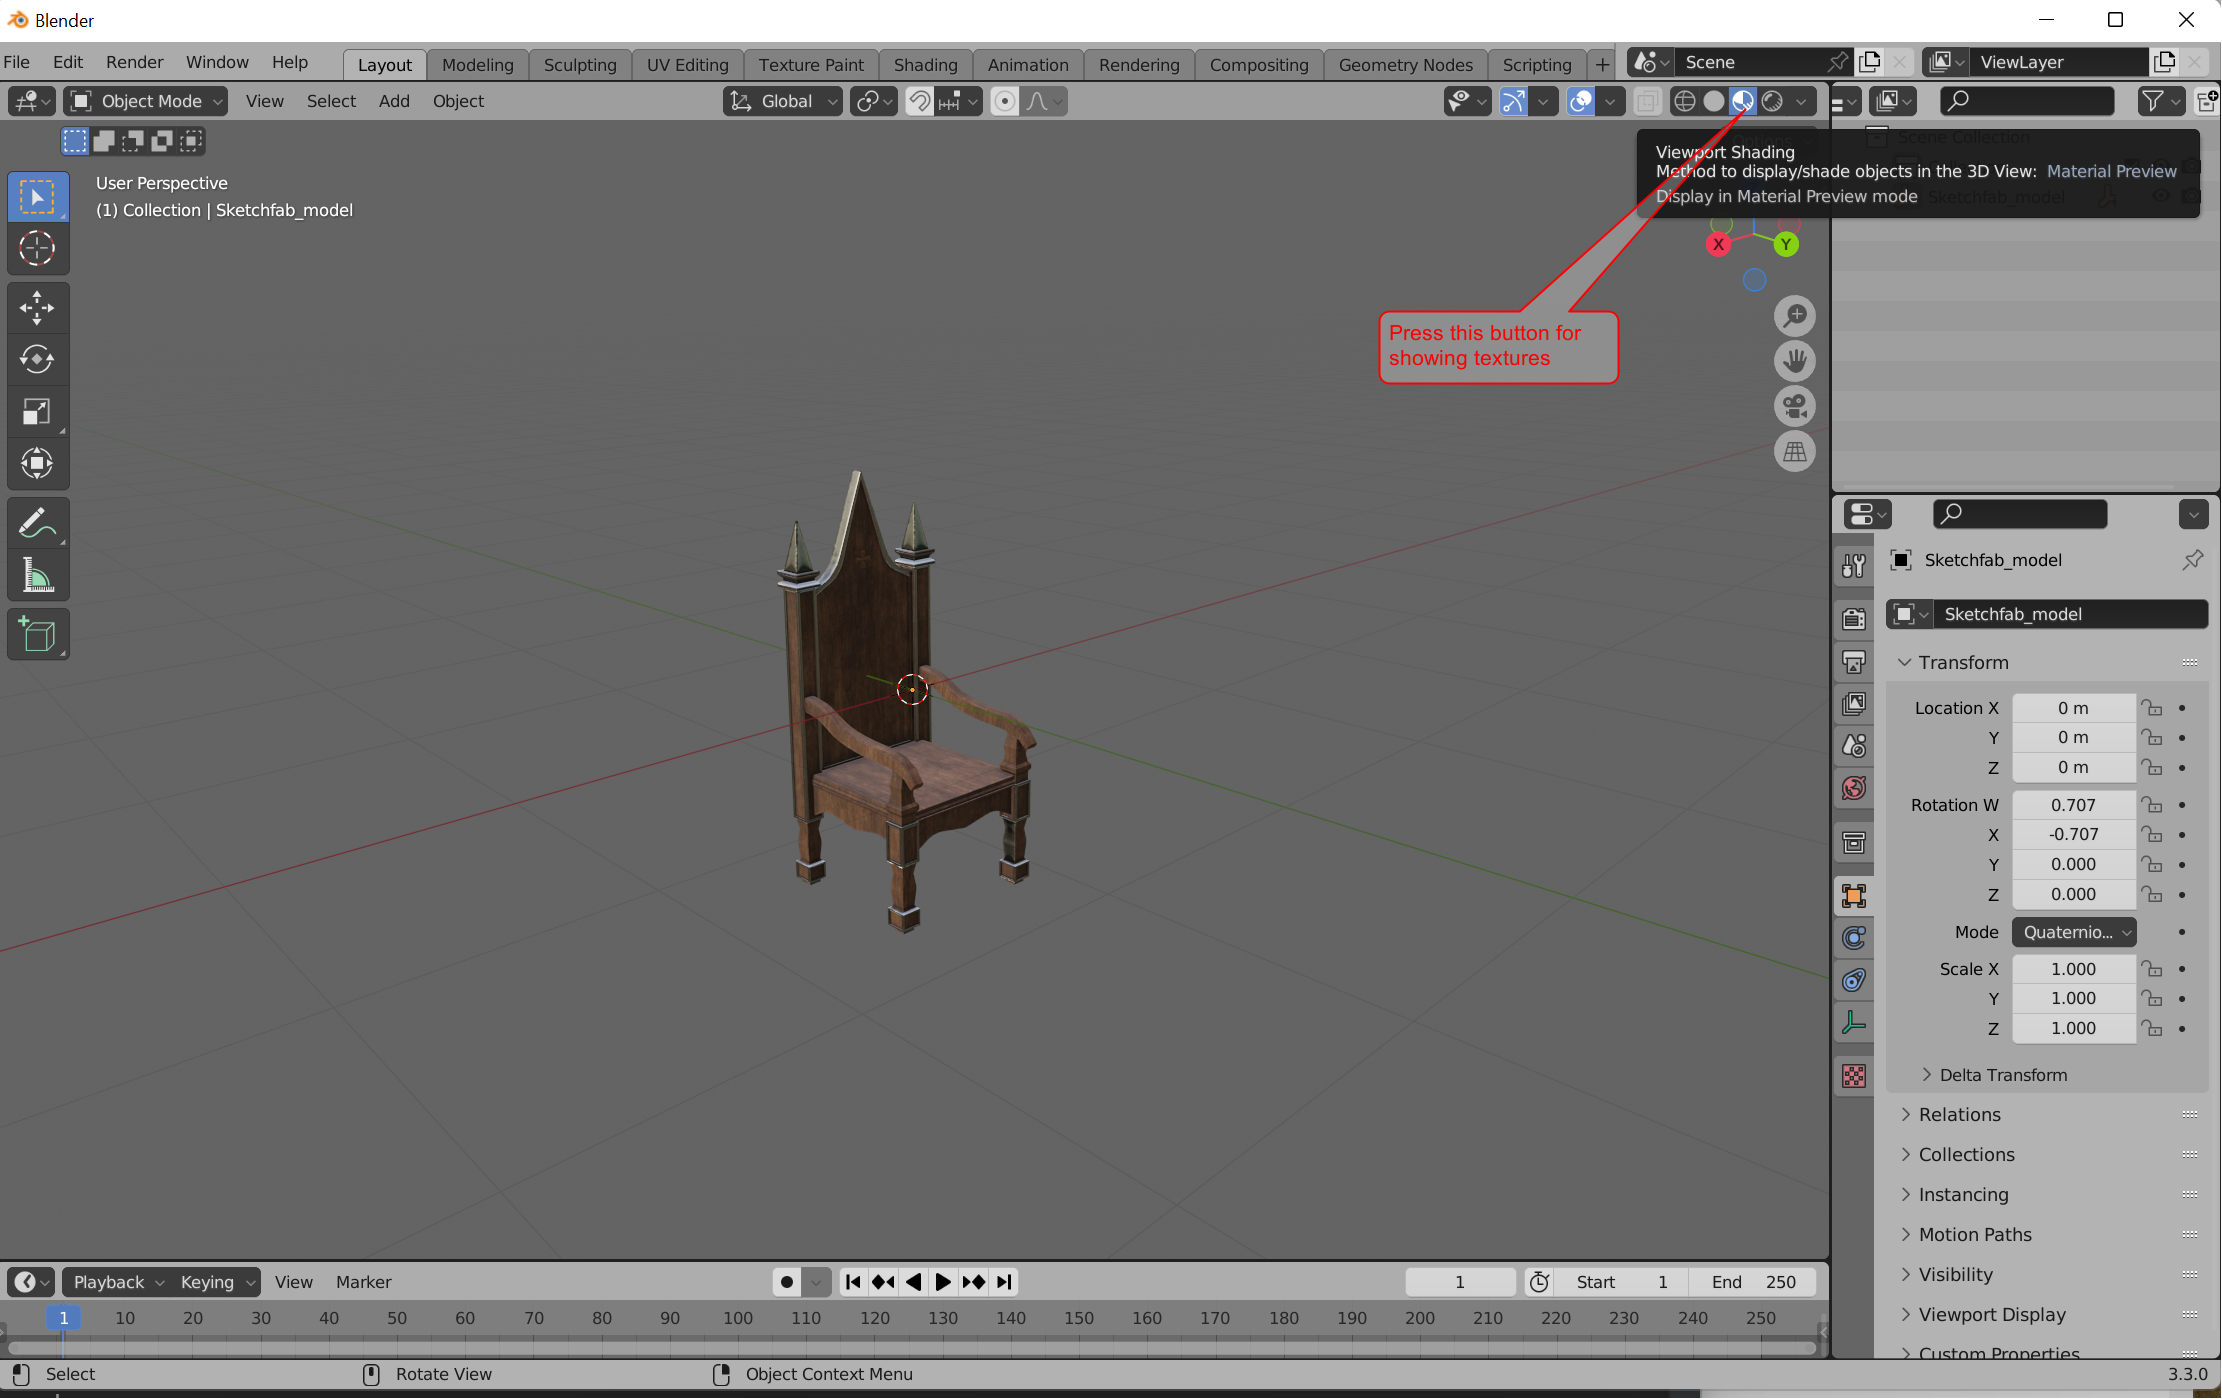 Blender
File Edit Render Window Help Layout Modeling Sculpting UV Editing Texture Paint Shading Animation Rendering Compositing Geometry Nodes Scripting + Scene ViewLayer
Object Mode View Select Add Object Global
User Perspective
(1) Collection | Sketchfab_model
Scene Collection
Viewport Shading
Method to display/shade objects in the 3D View: Material Preview
Display in Material Preview mode
Sketchfab_model
X Y
Press this button for
showing textures
Sketchfab_model
Sketchfab_model
Transform
Location X 0 m
Y 0 m
Z 0 m
Rotation W 0.707
X -0.707
Y 0.000
Z 0.000
Mode Quaternio...
Scale X 1.000
Y 1.000
Z 1.000
Delta Transform
Relations
Collections
Instancing
Motion Paths
Visibility
Viewport Display
Custom Properties
Playback Keying View Marker 1 Start 1 End 250
1 10 20 30 40 50 60 70 80 90 100 110 120 130 140 150 160 170 180 190 200 210 220 230 240 250
Select Rotate View Object Context Menu 3.3.0